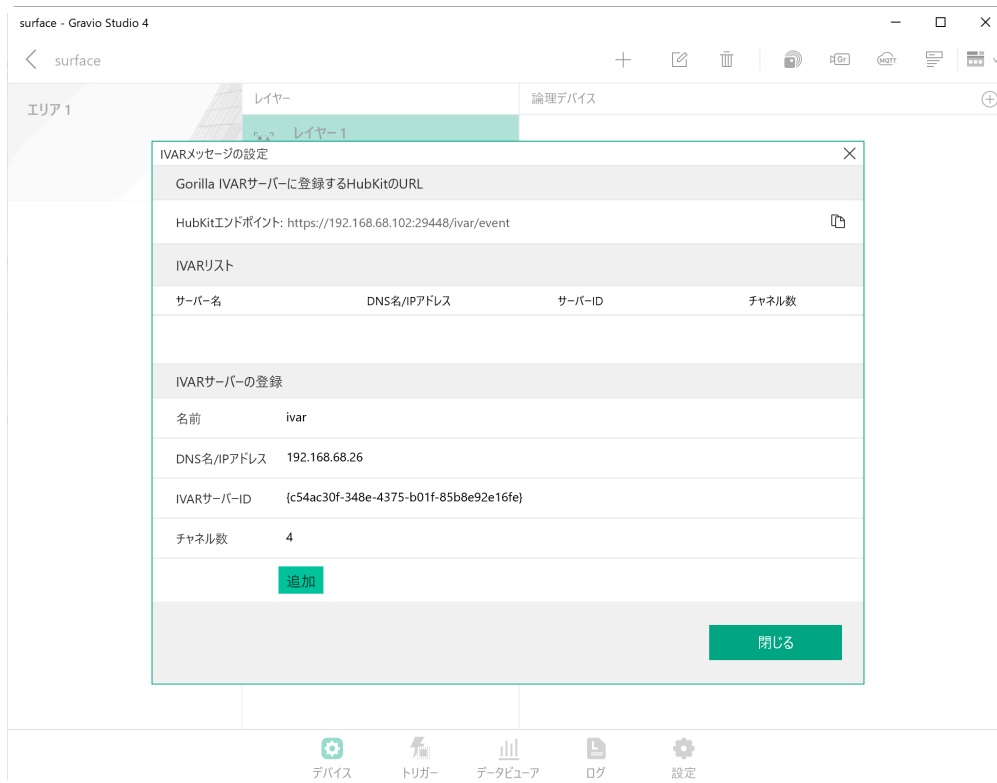 surface - Gravio Studio 4
surface
Gr
MQTT
エリア 1
レイヤー
論理デバイス
レイヤー 1
IVARメッセージの設定
Gorilla IVARサーバーに登録するHubKitのURL
HubKitエンドポイント: https://192.168.68.102:29448/ivar/event
IVARリスト
サーバー名 DNS名/IPアドレス サーバーID チャネル数
IVARサーバーの登録
名前 ivar
DNS名/IPアドレス 192.168.68.26
IVARサーバーID {c54ac30f-348e-4375-b01f-85b8e92e16fe}
チャネル数 4
追加
閉じる
デバイス トリガー データビューア ログ 設定